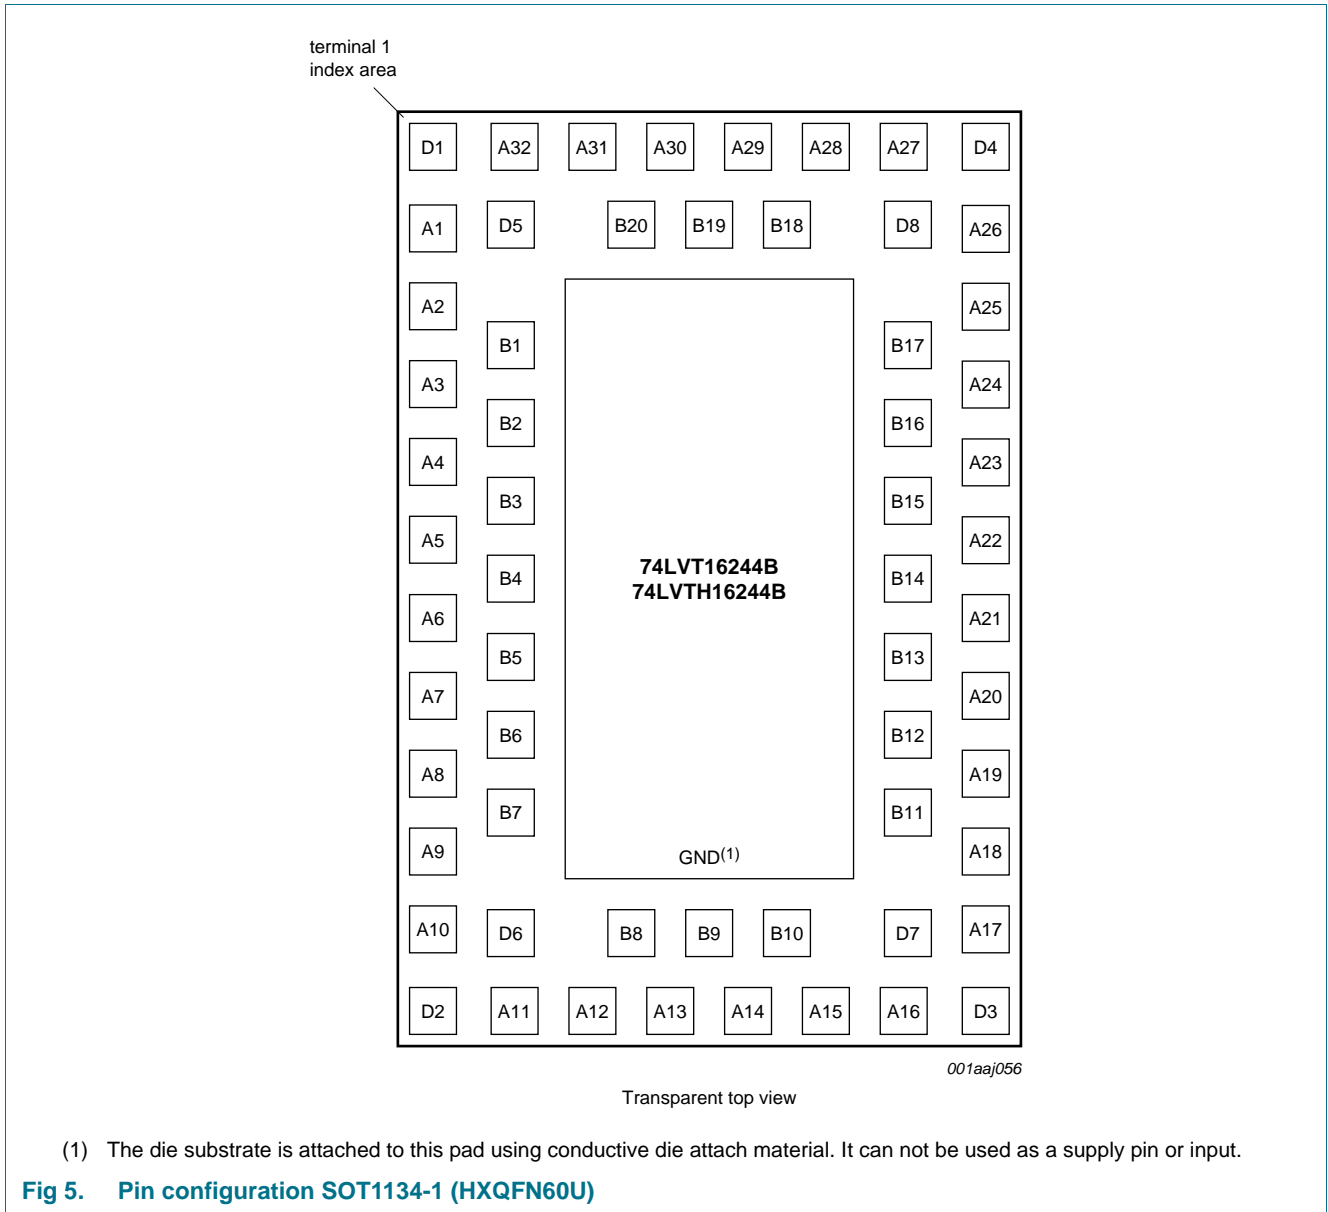 terminal 1
index area
D1 A32 A31 A30 A29 A28 A27 D4
A1 D5 B20 B19 B18 D8 A26
A2 A25
B1 B17
A3 A24
B2 B16
A4 A23
B3 B15
A5 A22
74LVT16244B
B4 B14
74LVTH16244B
A6 A21
B5 B13
A7 A20
B6 B12
A8 A19
B7 B11
A9 GND(1) A18
A10 D6 B8 B9 B10 D7 A17
D2 A11 A12 A13 A14 A15 A16 D3
001aaj056
Transparent top view
(1) The die substrate is attached to this pad using conductive die attach material. It can not be used as a supply pin or input.
Fig 5. Pin configuration SOT1134-1 (HXQFN60U)